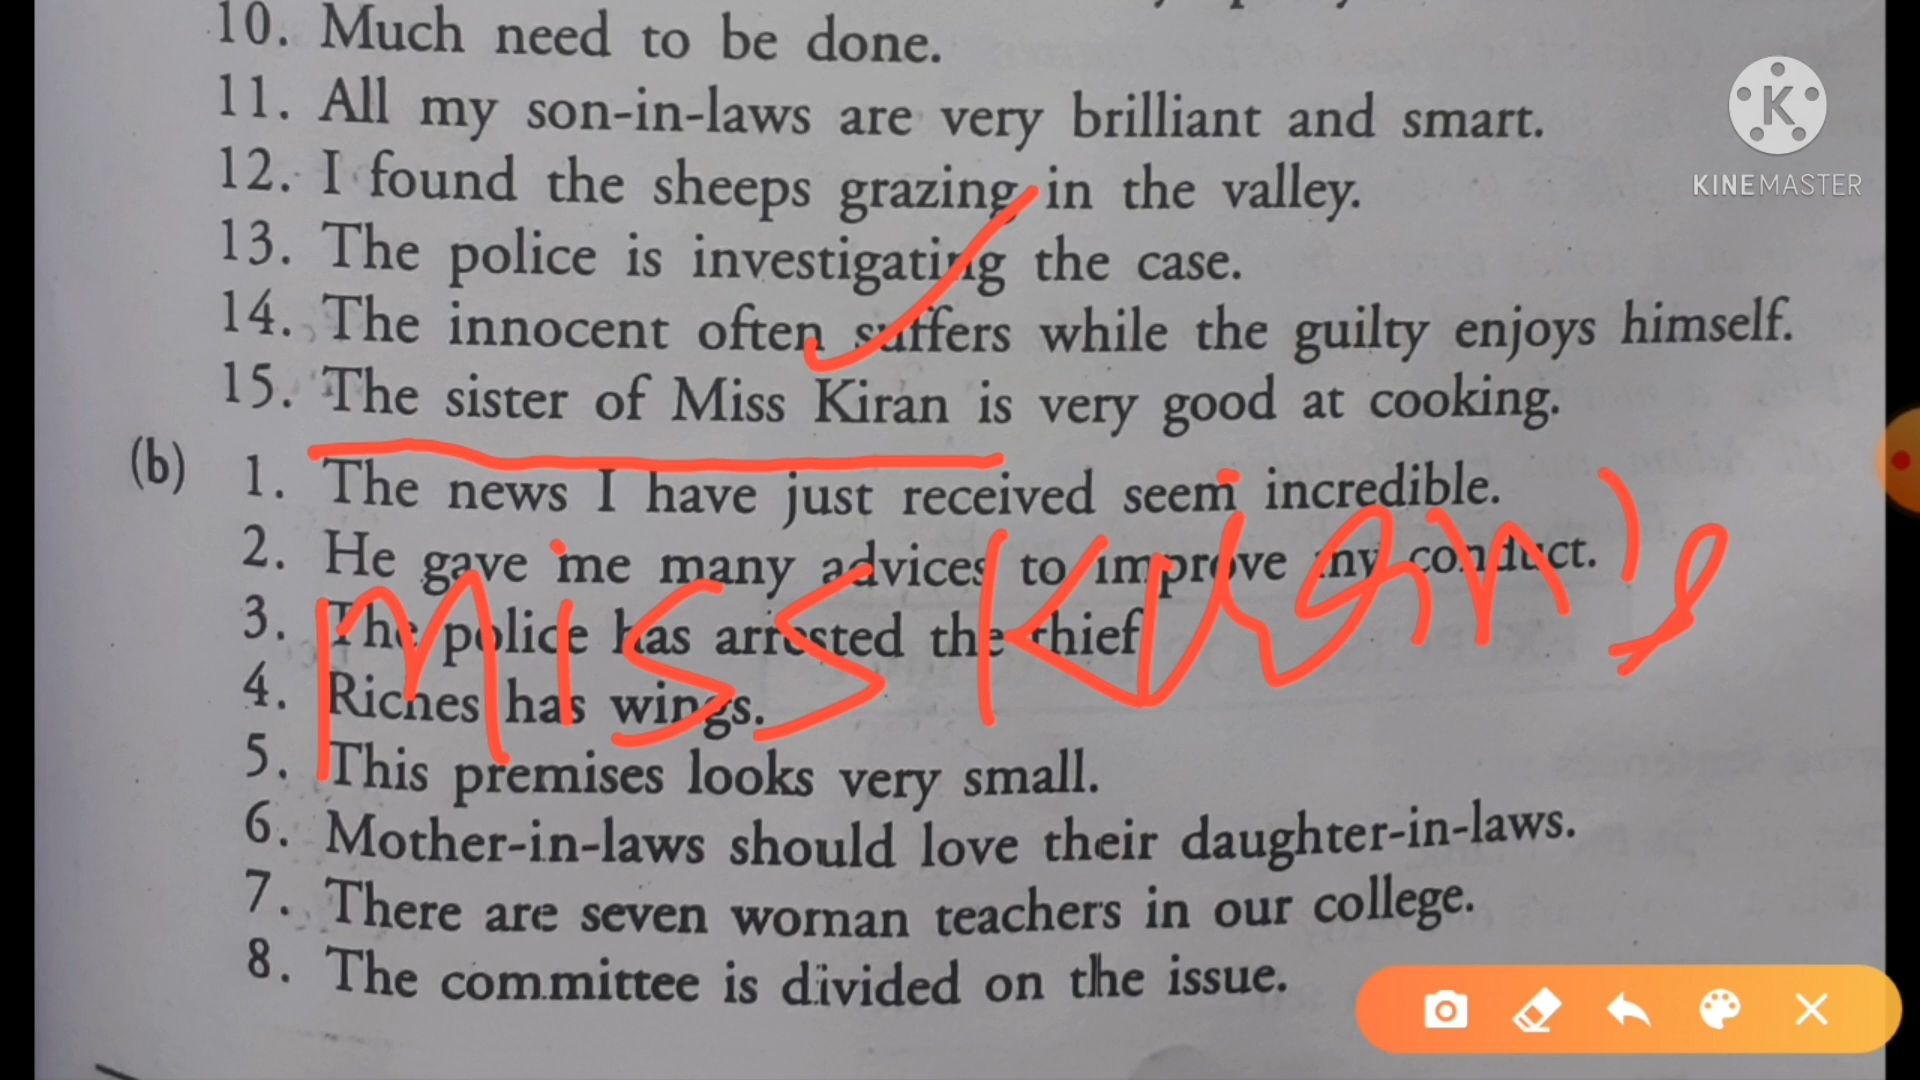 10. Much need to be done.
11. All my son-in-laws are very brilliant and smart.
12. I found the sheeps grazing in the valley.
13. The police is investigating the case.
14. The innocent often suffers while the guilty enjoys himself.
15. The sister of Miss Kiran is very good at cooking.
(b) 1. The news I have just received seem incredible.
2. He gave me many advices to improve my conduct.
3. The police has arrested the thief
4. Riches has wings.
5. This premises looks very small.
6. Mother-in-laws should love their daughter-in-laws.
7. There are seven woman teachers in our college.
8. The committee is divided on the issue.
Miss Kiran's
K
KINEMASTER